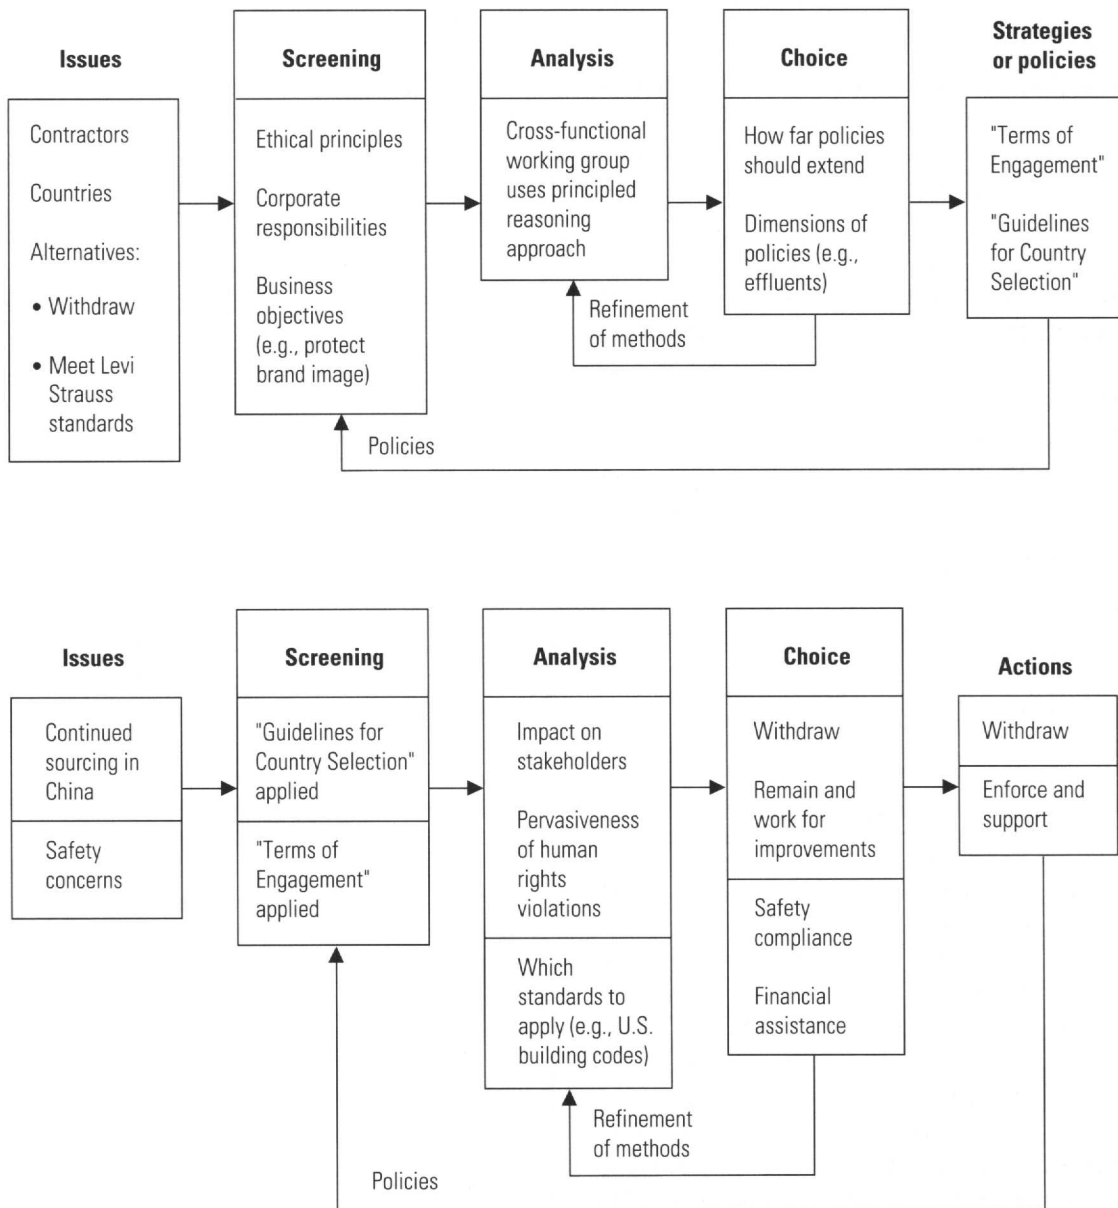 Issues
Contractors
Countries
Alternatives:
• Withdraw
• Meet Levi
Strauss
standards
Screening
Ethical principles
Corporate
responsibilities
Business
objectives
(e.g., protect
brand image)
Analysis
Cross-functional
working group
uses principled
reasoning
approach
Choice
How far policies
should extend
Dimensions of
policies (e.g.,
effluents)
Strategies
or policies
"Terms of
Engagement"
"Guidelines
for Country
Selection"
Refinement
of methods
Policies
Issues
Continued
sourcing in
China
Safety
concerns
Screening
"Guidelines for
Country Selection"
applied
"Terms of
Engagement"
applied
Analysis
Impact on
stakeholders
Pervasiveness
of human
rights
violations
Which
standards to
apply (e.g., U.S.
building codes)
Choice
Withdraw
Remain and
work for
improvements
Safety
compliance
Financial
assistance
Actions
Withdraw
Enforce and
support
Refinement
of methods
Policies